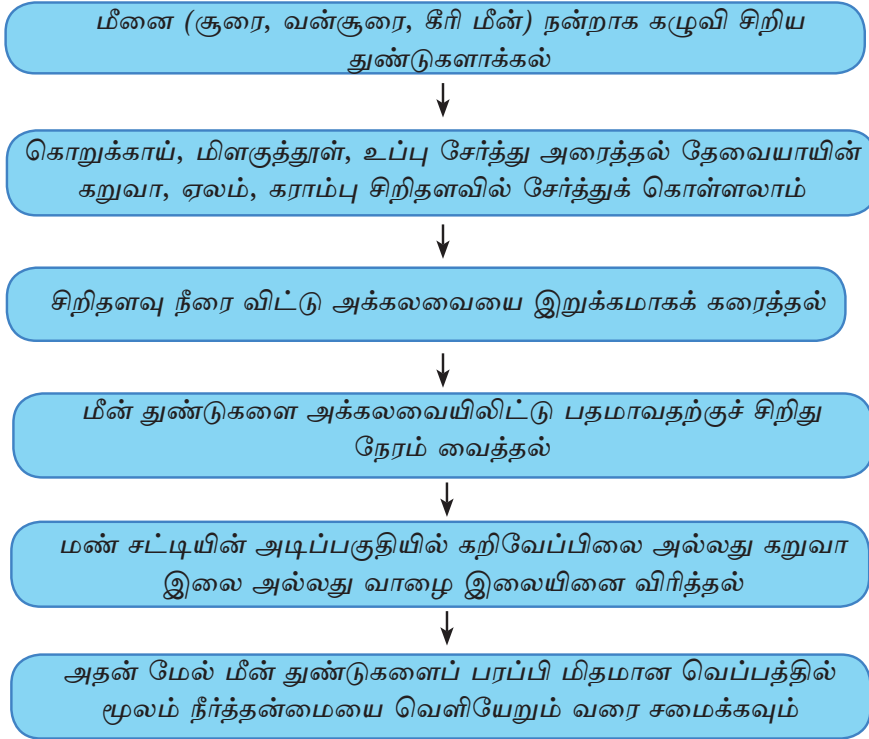 மீனை (சூரை, வன்சூரை, கீரி மீன்) நன்றாக கழுவி சிறிய
துண்டுகளாக்கல்
கொறுக்காய், மிளகுத்தூள், உப்பு சேர்த்து அரைத்தல் தேவையாயின்
கறுவா, ஏலம், கராம்பு சிறிதளவில் சேர்த்துக் கொள்ளலாம்
சிறிதளவு நீரை விட்டு அக்கலவையை இறுக்கமாகக் கரைத்தல்
மீன் துண்டுகளை அக்கலவையிலிட்டு பதமாவதற்குச் சிறிது
நேரம் வைத்தல்
மண் சட்டியின் அடிப்பகுதியில் கறிவேப்பிலை அல்லது கறுவா
இலை அல்லது வாழை இலையினை விரித்தல்
அதன் மேல் மீன் துண்டுகளைப் பரப்பி மிதமான வெப்பத்தில்
மூலம் நீர்த்தன்மையை வெளியேறும் வரை சமைக்கவும்